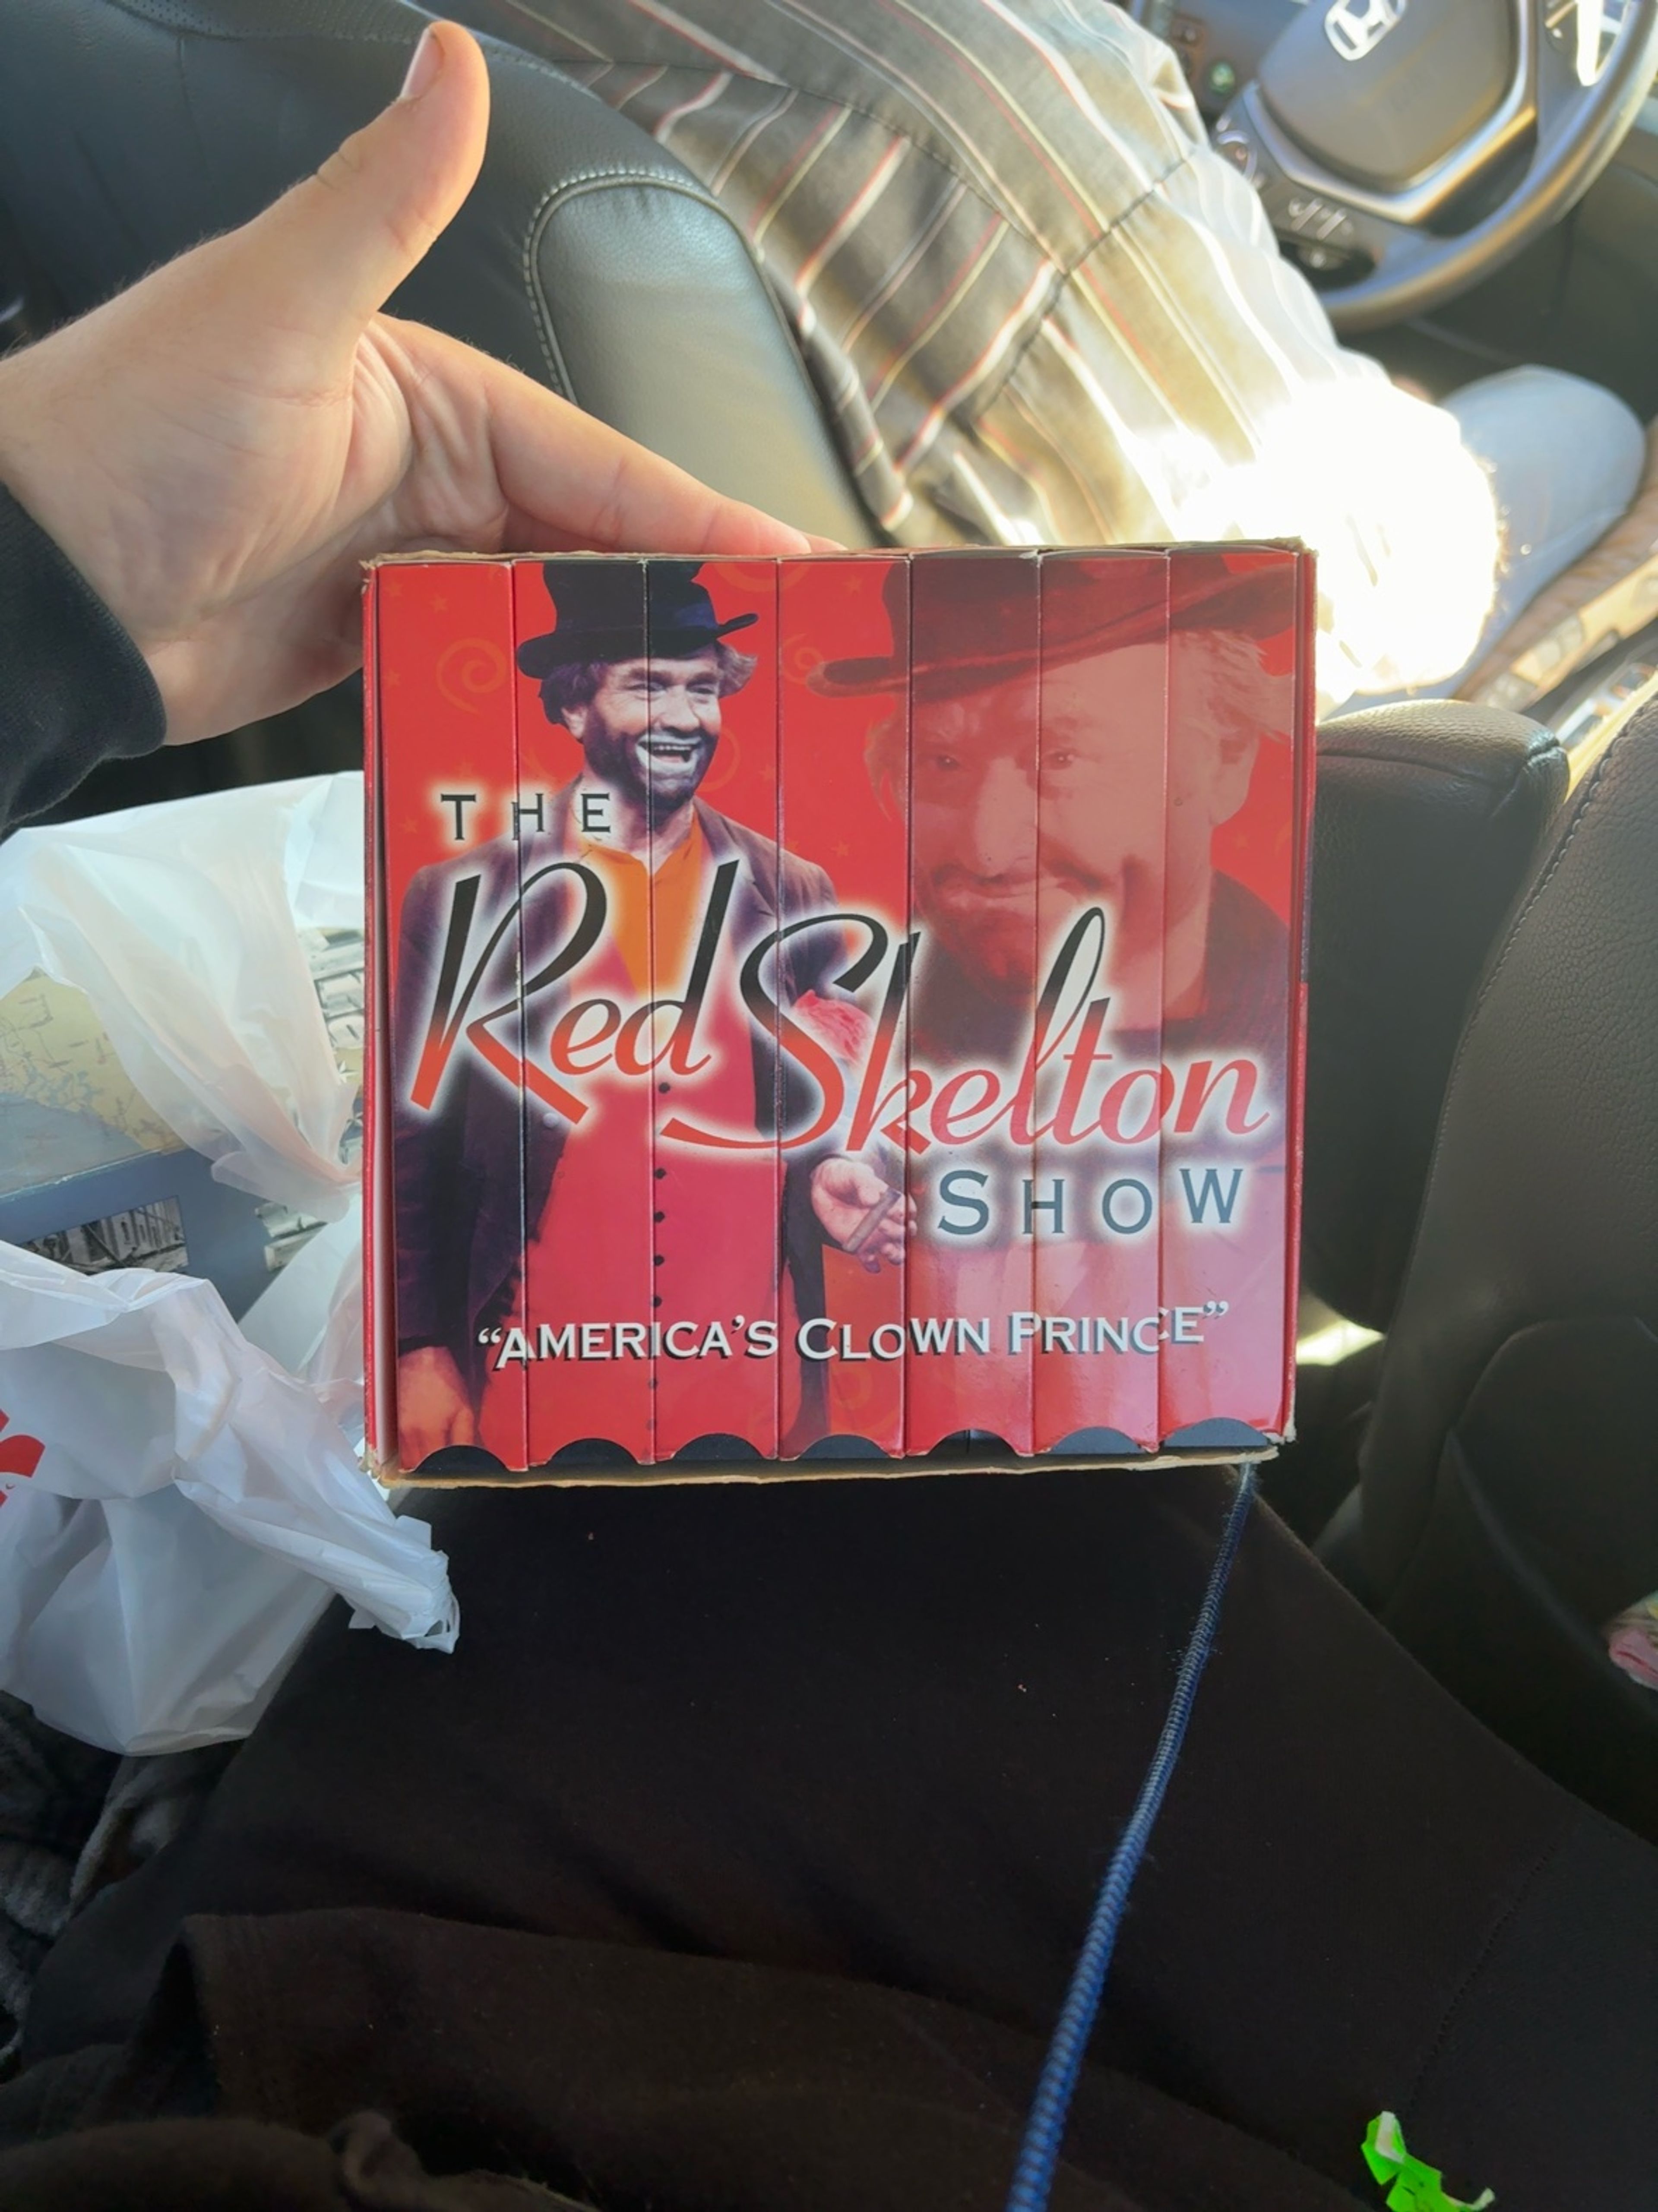 THE
Red Skelton
SHOW
“AMERICA’S CLOWN PRINCE”